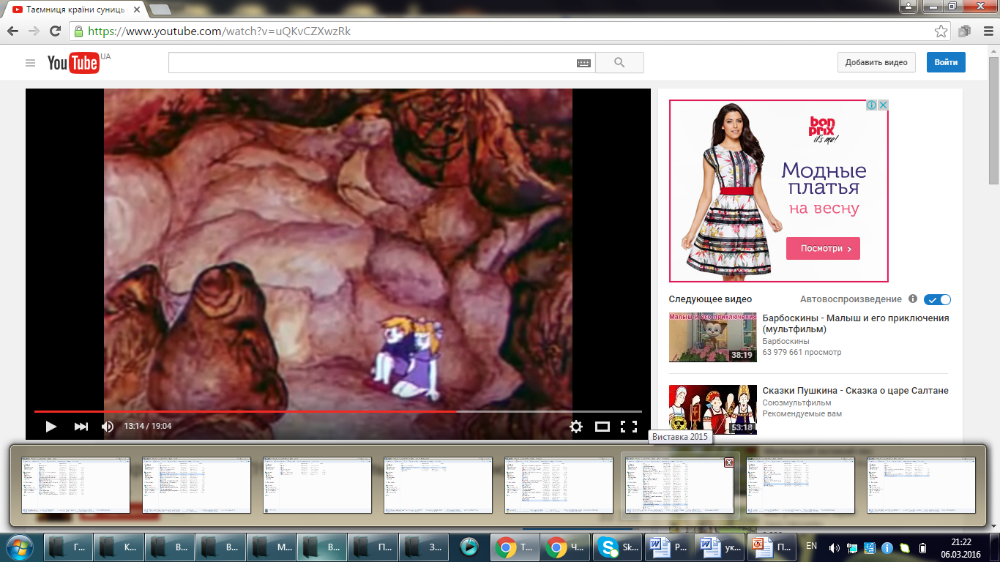 Таємниця країни суниць
https://www.youtube.com/watch?v=uQKvCZXwzRk
YouTube UA
Добавить видео
Войти
bon prix
it's me!
Модные
платья
на весну
Посмотри
Следующее видео
Автовоспроизведение
Малыш и его приключения
38:19
Барбоскины - Малыш и его приключения
(мультфильм)
Барбоскины
63 979 661 просмотр
53:18
Сказки Пушкина - Сказка о царе Салтане
Союзмультфильм
Рекомендуемые вам
13:14 / 19:04
Виставка 2015
Г...
К...
В...
В...
М...
В...
П...
З...
Т...
Ч...
Sk...
Р...
ук...
П...
EN
21:22
06.03.2016